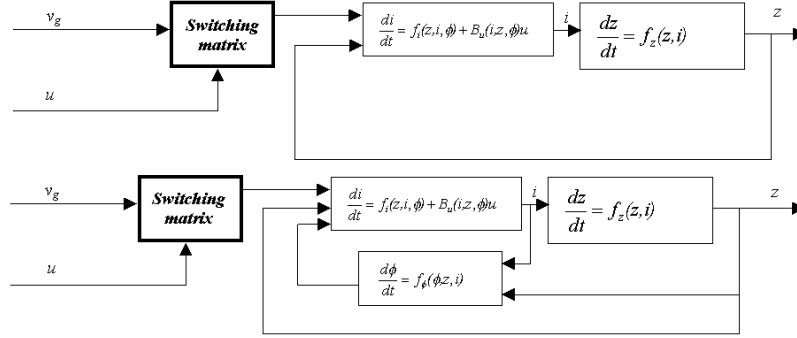 v_g
Switching
matrix
u
di/dt = f_i(z,i,ϕ) + B_u(i,z,ϕ)u
i
dz/dt = f_z(z,i)
z
v_g
Switching
matrix
u
di/dt = f_i(z,i,ϕ) + B_u(i,z,ϕ)u
i
dz/dt = f_z(z,i)
z
dϕ/dt = f_ϕ(ϕ,z,i)